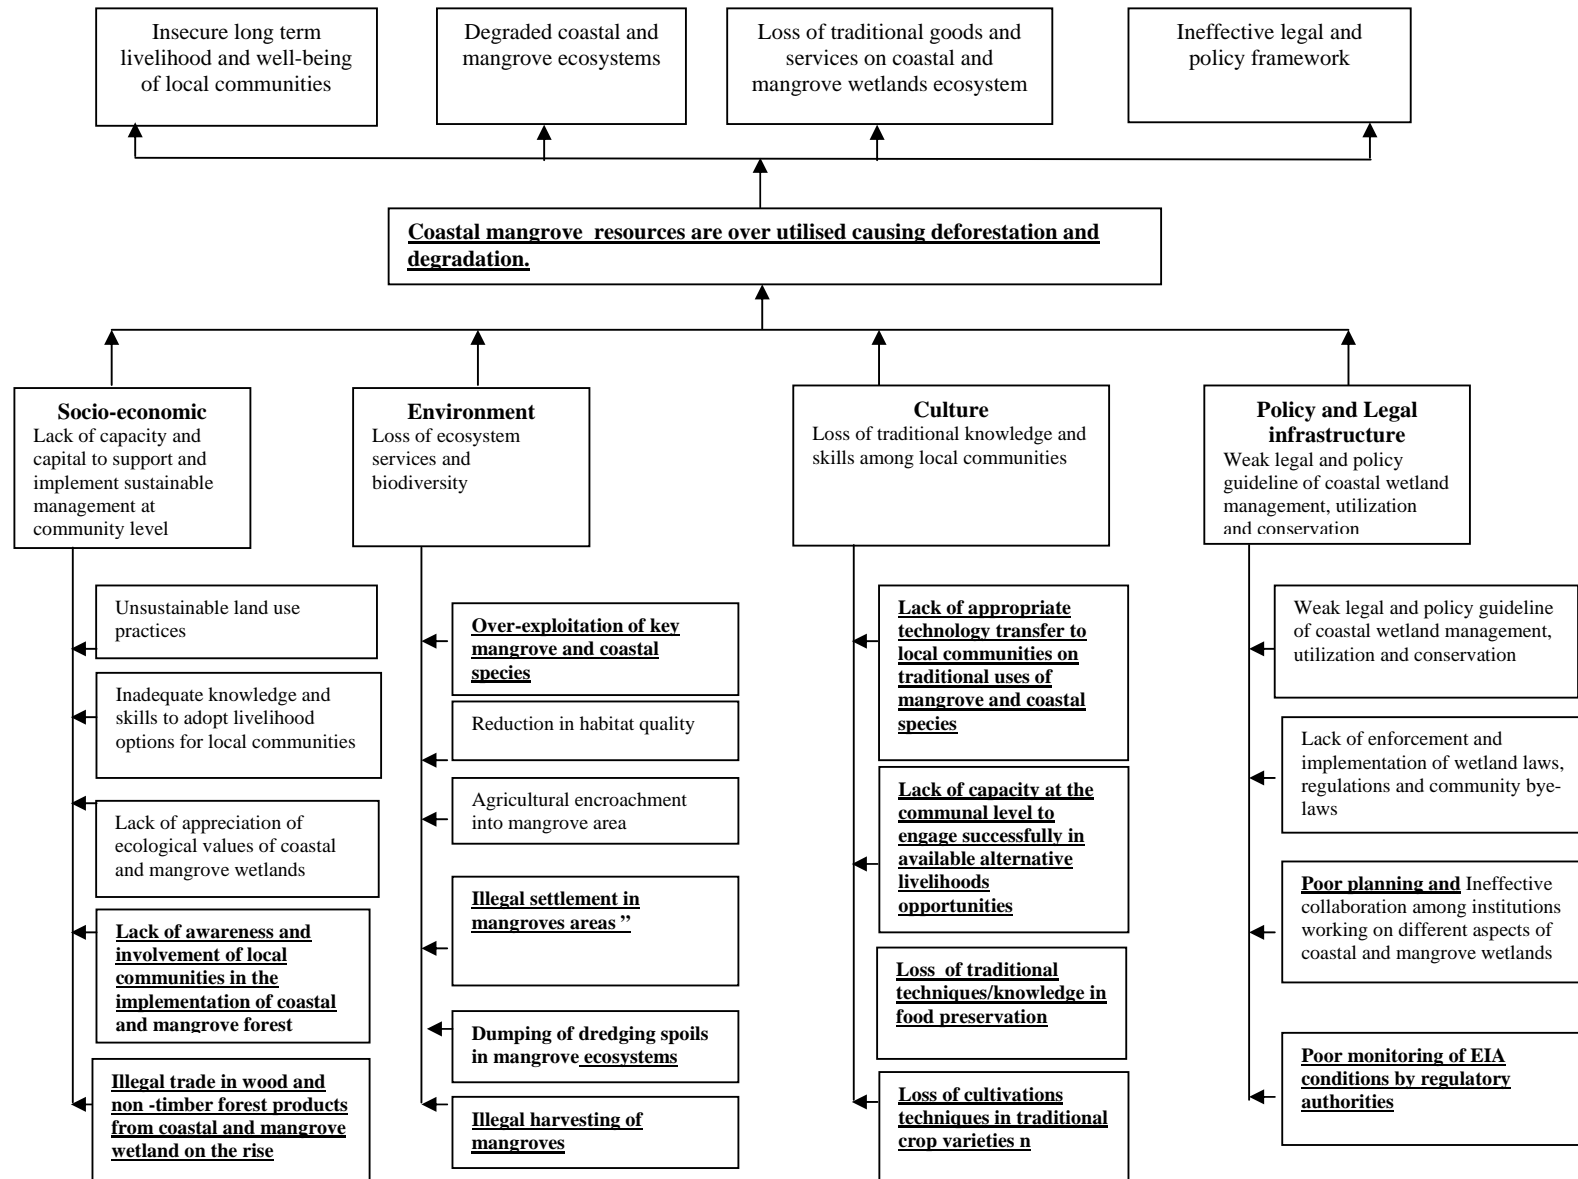 Insecure long term
livelihood and well-being
of local communities
Degraded coastal and
mangrove ecosystems
Loss of traditional goods and
services on coastal and
mangrove wetlands ecosystem
Ineffective legal and
policy framework
Coastal mangrove  resources are over utilised causing deforestation and
degradation.
Socio-economic
Lack of capacity and
capital to support and
implement sustainable
management at
community level
Environment
Loss of ecosystem
services and
biodiversity
Culture
Loss of traditional knowledge and
skills among local communities
Policy and Legal
infrastructure
Weak legal and policy
guideline of coastal wetland
management, utilization
and conservation
Unsustainable land use
practices
Inadequate knowledge and
skills to adopt livelihood
options for local communities
Lack of appreciation of
ecological values of coastal
and mangrove wetlands
Lack of awareness and
involvement of local
communities in the
implementation of coastal
and mangrove forest
Illegal trade in wood and
non -timber forest products
from coastal and mangrove
wetland on the rise
Over-exploitation of key
mangrove and coastal
species
Reduction in habitat quality
Agricultural encroachment
into mangrove area
Illegal settlement in
mangroves areas ”
Dumping of dredging spoils
in mangrove ecosystems
Illegal harvesting of
mangroves
Lack of appropriate
technology transfer to
local communities on
traditional uses of
mangrove and coastal
species
Lack of capacity at the
communal level to
engage successfully in
available alternative
livelihoods
opportunities
Loss  of traditional
techniques/knowledge in
food preservation
Loss of cultivations
techniques in traditional
crop varieties n
Weak legal and policy guideline
of coastal wetland management,
utilization and conservation
Lack of enforcement and
implementation of wetland laws,
regulations and community bye-
laws
Poor planning and Ineffective
collaboration among institutions
working on different aspects of
coastal and mangrove wetlands
Poor monitoring of EIA
conditions by regulatory
authorities